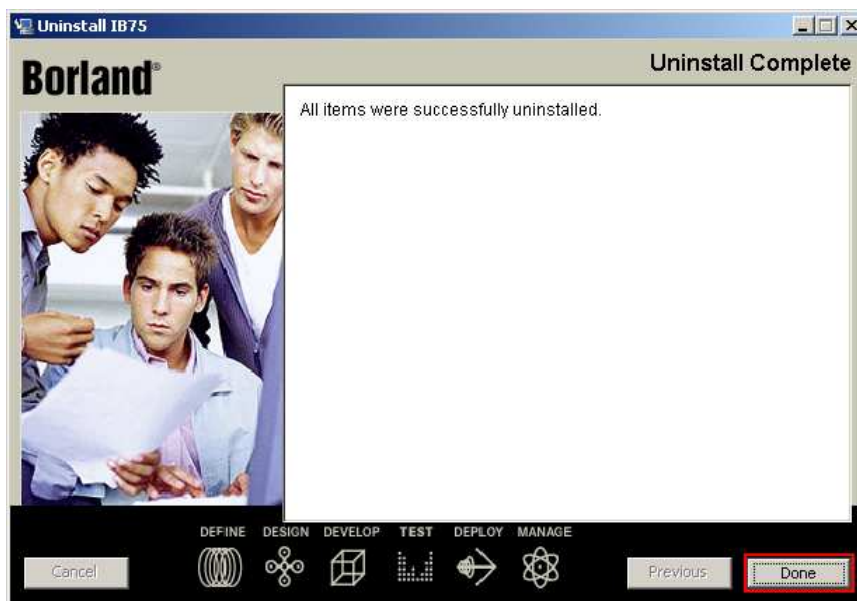 Uninstall IB75
Borland®
Uninstall Complete
All items were successfully uninstalled.
DEFINE DESIGN DEVELOP TEST DEPLOY MANAGE
Cancel Previous Done